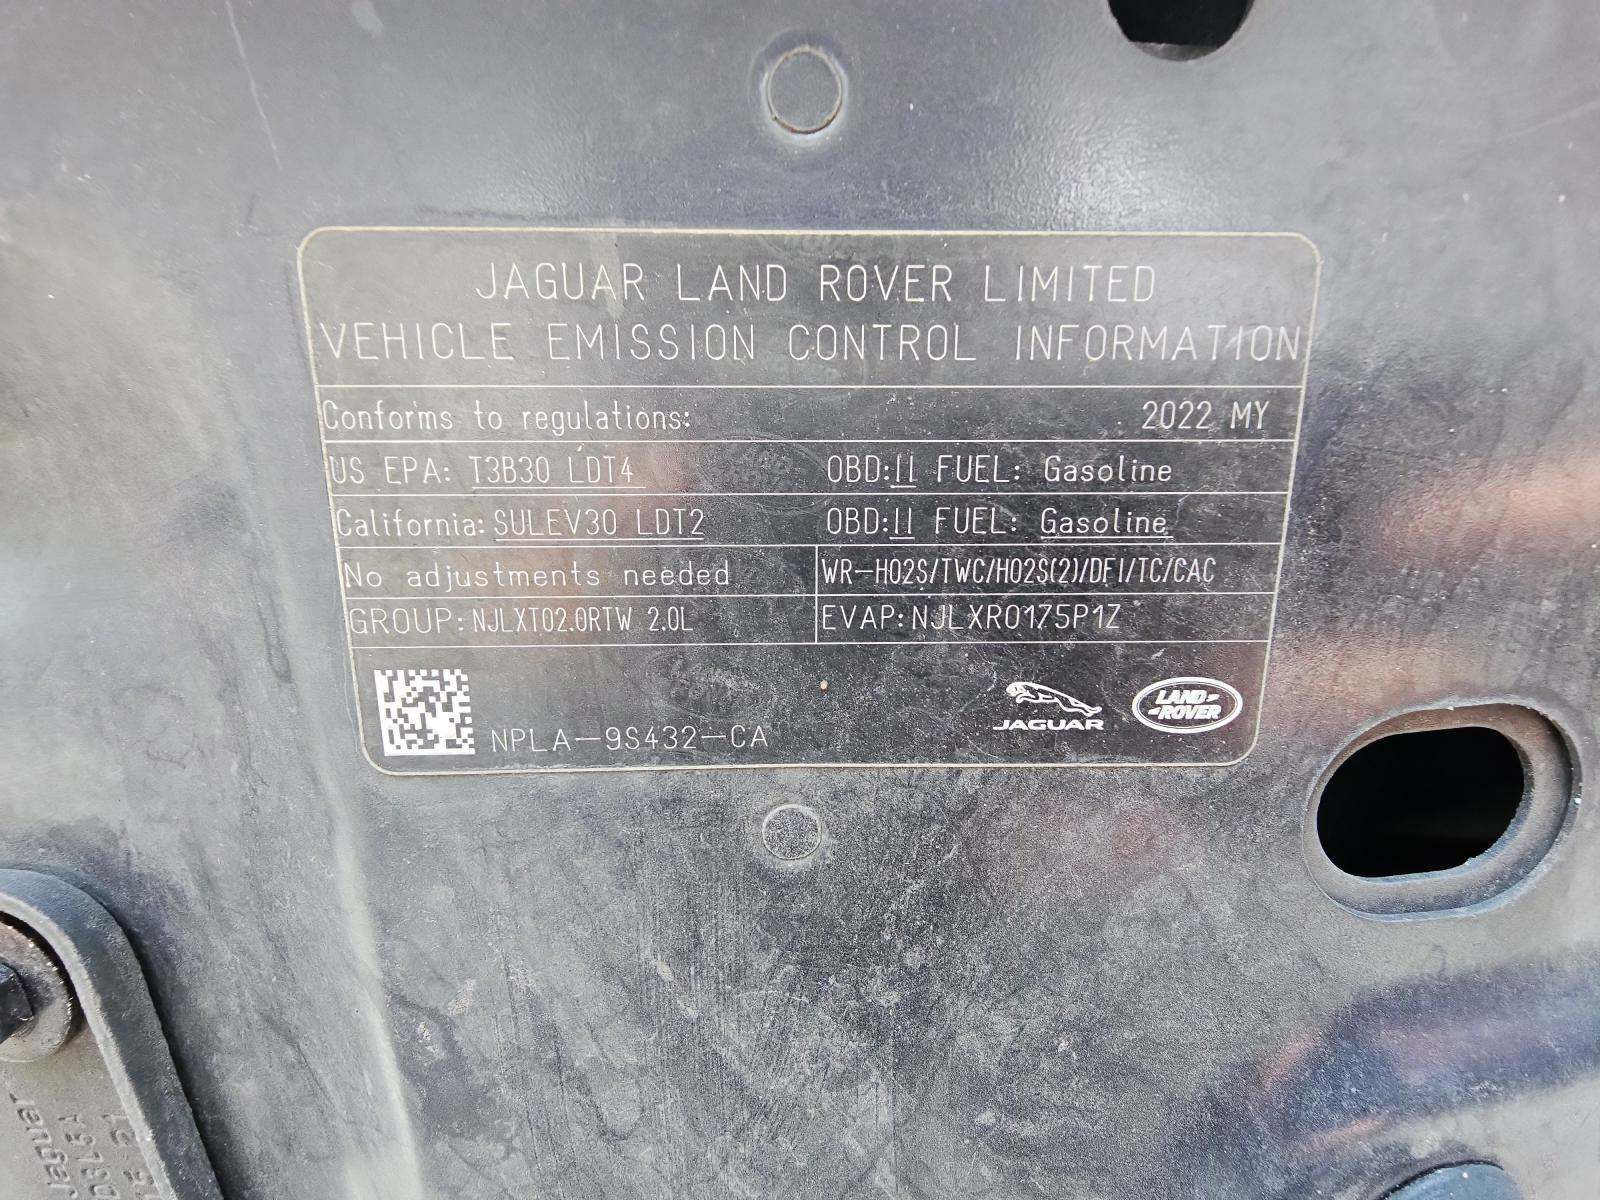 JAGUAR LAND ROVER LIMITED
VEHICLE EMISSION CONTROL INFORMATION
Conforms to regulations: 2022 MY
US EPA: T3B30 LDT4 OBD:II FUEL: Gasoline
California: SULEV30 LDT2 OBD:II FUEL: Gasoline
No adjustments needed WR-HO2S/TWC/HO2S(2)/DFI/TC/CAC
GROUP: NJLXT02.0RTW 2.0L EVAP: NJLXR0175P1Z
NPLA-9S432-CA
JAGUAR
LAND-
-ROVER
Jaguar